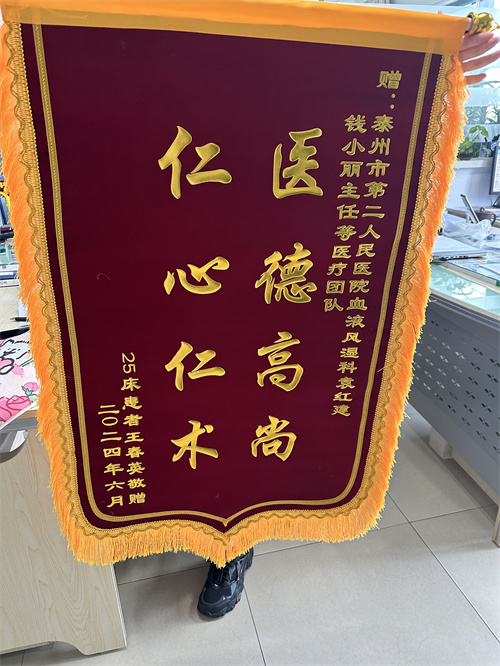 赠：泰州市第二人民医院血液风湿科袁红建
钱小丽主任等医疗团队
医德高尚
仁心仁术
25床患者王春英敬赠
二〇二四年六月